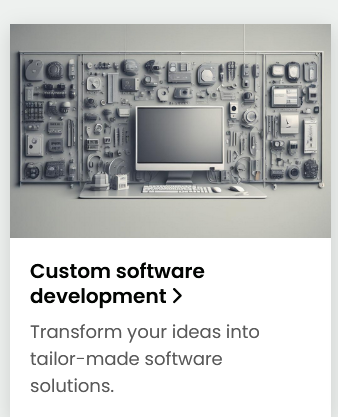 Custom software
development >
Transform your ideas into
tailor-made software
solutions.